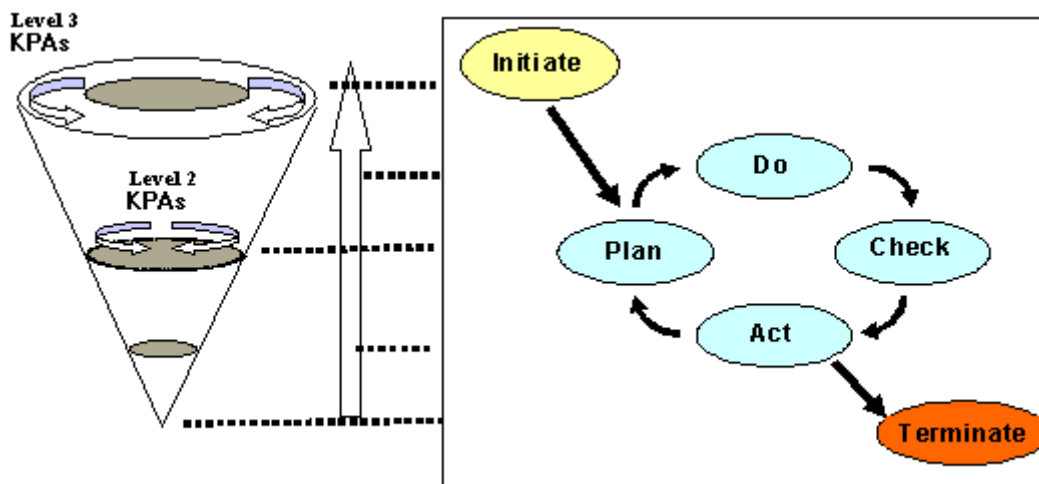 Level 3
KPAs
Level 2
KPAs
Initiate
Do
Plan
Check
Act
Terminate